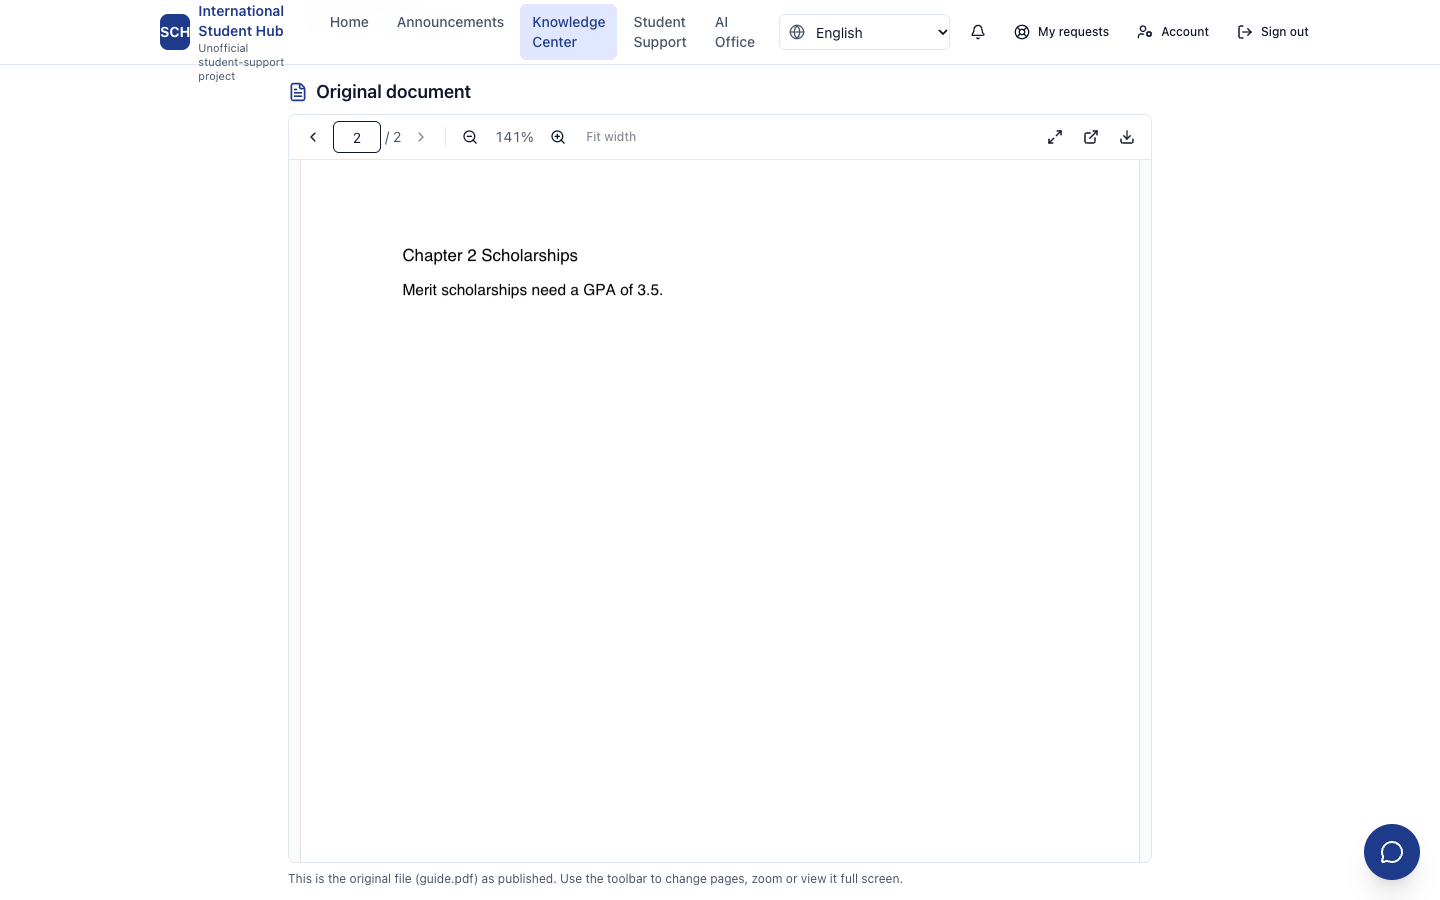 SCH
International
Student Hub
Unofficial
student-support
project
Home
Announcements
Knowledge
Center
Student
Support
AI
Office
English
My requests
Account
Sign out
Original document
2 / 2
141%
Fit width
Chapter 2 Scholarships
Merit scholarships need a GPA of 3.5.
This is the original file (guide.pdf) as published. Use the toolbar to change pages, zoom or view it full screen.